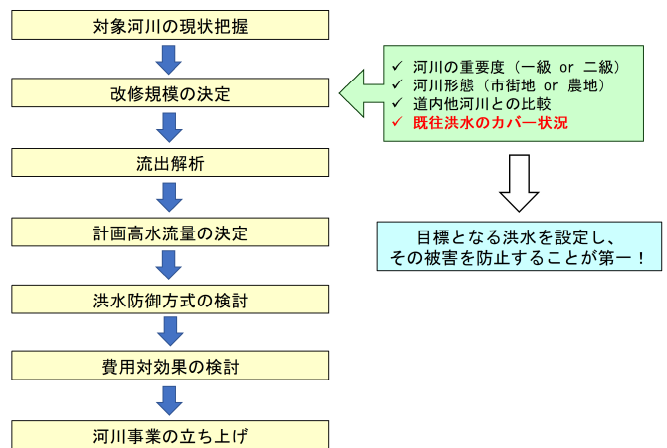 対象河川の現状把握
改修規模の決定
流出解析
計画高水流量の決定
洪水防御方式の検討
費用対効果の検討
河川事業の立ち上げ
✓ 河川の重要度（一級 or 二級）
✓ 河川形態（市街地 or 農地）
✓ 道内他河川との比較
✓ 既往洪水のカバー状況
目標となる洪水を設定し、
その被害を防止することが第一！